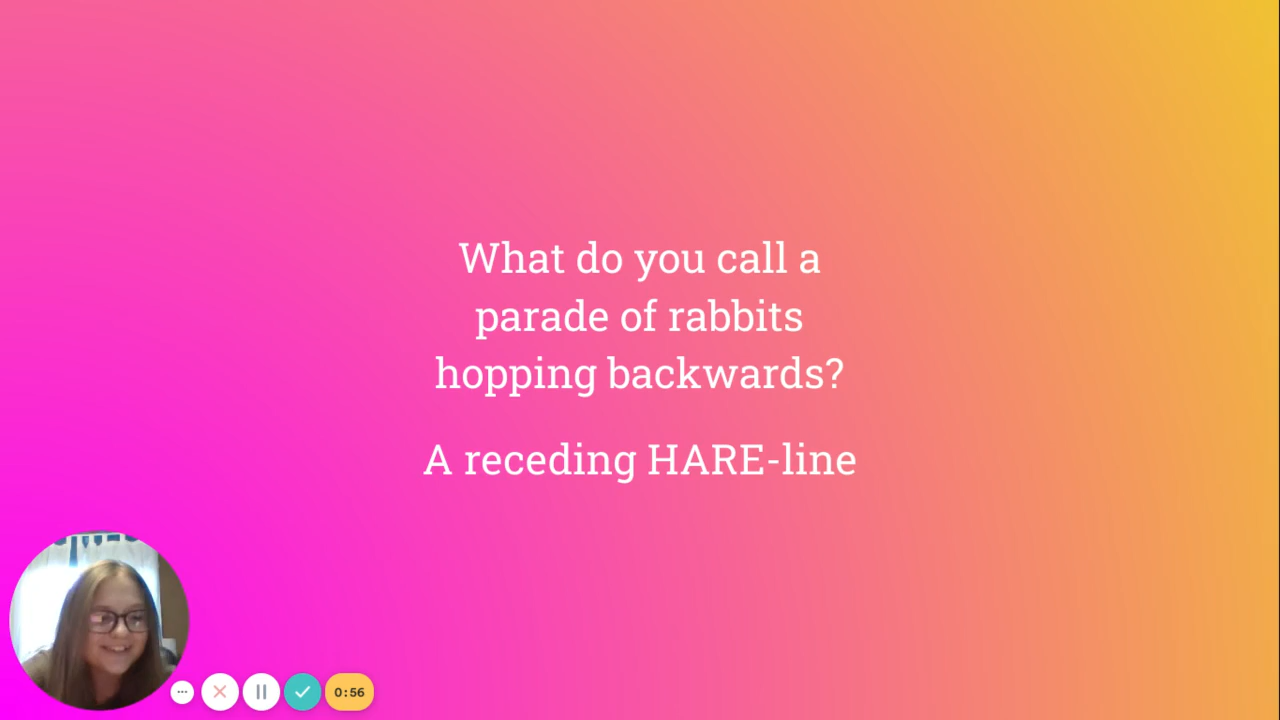 What do you call a
parade of rabbits
hopping backwards?
A receding HARE-line
0:56